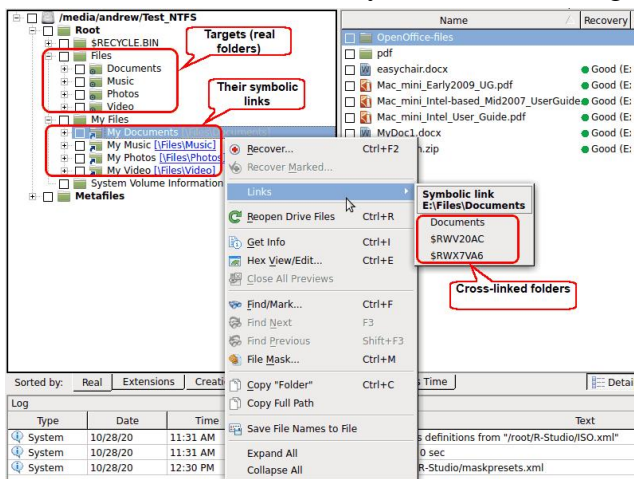 /media/andrew/Test_NTFS
Root
$RECYCLE.BIN
Files
Documents
Music
Photos
Video
My Files
My Documents [\Files\Documents]
My Music [\Files\Music]
My Photos [\Files\Photos
My Video [\Files\Video]
System Volume Information
Metafiles
Targets (real
folders)
Their symbolic
links
Name
Recovery
OpenOffice-files
pdf
easychair.docx
Good (E:
Mac_mini_Early2009_UG.pdf
Good (E:
Mac_mini_Intel-based_Mid2007_UserGuide
Good (E:
Mac_mini_Intel_User_Guide.pdf
Good (E:
MyDoc1.docx
Good (E:
.zip
Good (E:
Recover...
Ctrl+F2
Recover Marked...
Links
Reopen Drive Files
Ctrl+R
Get Info
Ctrl+I
Hex View/Edit...
Ctrl+E
Close All Previews
Find/Mark...
Ctrl+F
Find Next
F3
Find Previous
Shift+F3
File Mask...
Ctrl+M
Copy "Folder"
Ctrl+C
Copy Full Path
Save File Names to File
Expand All
Collapse All
Symbolic link
E:\Files\Documents
Documents
$RWV20AC
$RWX7VA6
Cross-linked folders
Sorted by:
Real
Extensions
Creati
Time
Detai
Log
Type
Date
Time
Text
System
10/28/20
11:31 AM
s definitions from "/root/R-Studio/ISO.xml"
System
10/28/20
11:31 AM
0 sec
System
10/28/20
12:30 PM
R-Studio/maskpresets.xml